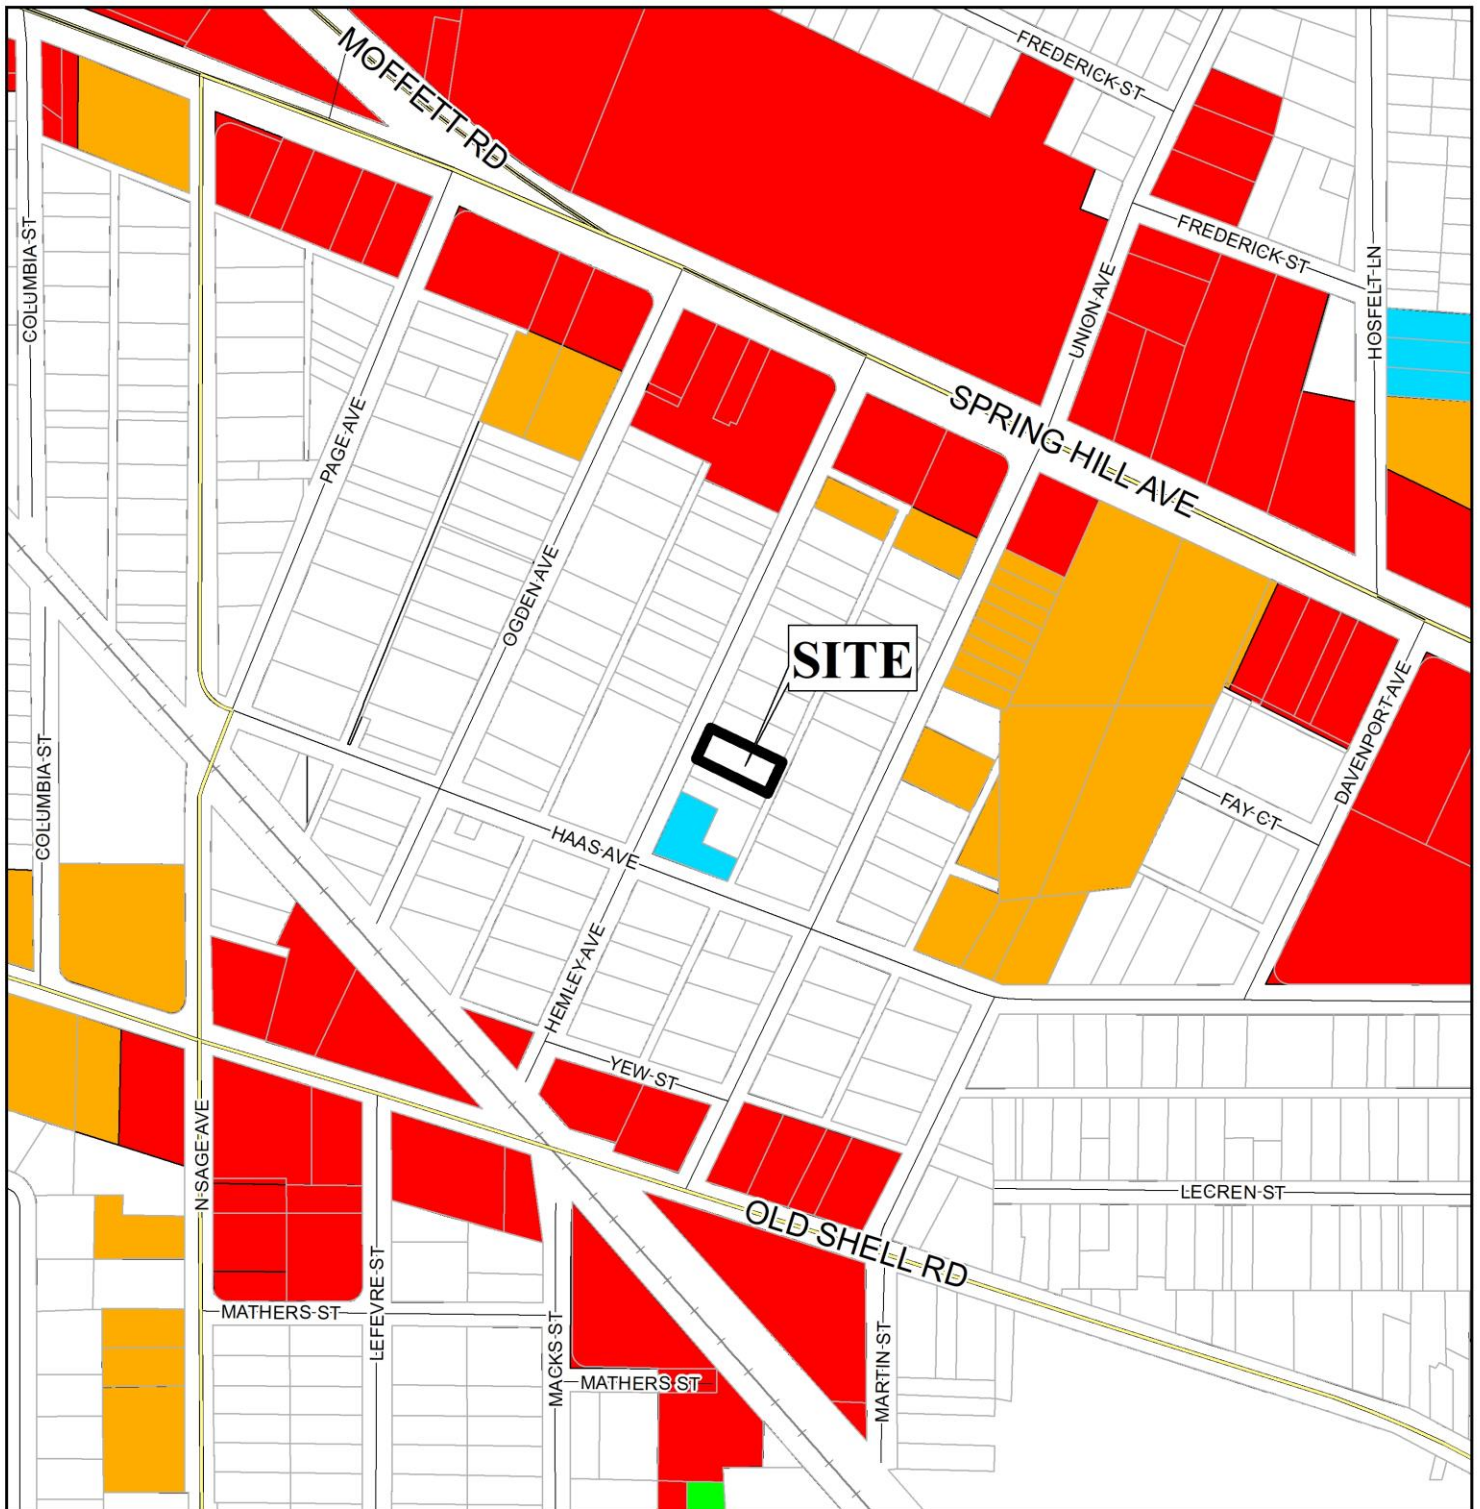 FREDERICK ST
MOFFETT RD
COLUMBIA ST
FREDERICK ST
HOSFELT LN
UNION AVE
SPRING HILL AVE
PAGE AVE
OGDEN AVE
SITE
DAVENPORT AVE
COLUMBIA ST
FAY CT
HAAS AVE
HEMLEY AVE
YEW ST
N SAGE AVE
LECREN ST
OLD SHELL RD
LEFEVRE ST
MATHERS ST
MACKS ST
MARTIN ST
MATHERS ST